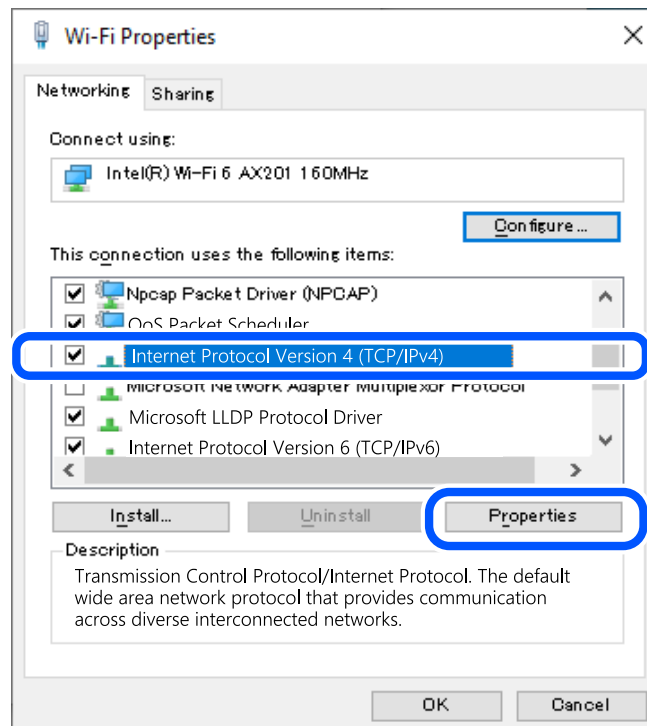 Wi-Fi Properties
Networking
Sharing
Connect using:
Intel(R) Wi-Fi 6 AX201 160MHz
Configure...
This connection uses the following items:
Npcap Packet Driver (NPCAP)
QoS Packet Scheduler
Internet Protocol Version 4 (TCP/IPv4)
Microsoft Network Adapter Multiplexor Protocol
Microsoft LLDP Protocol Driver
Internet Protocol Version 6 (TCP/IPv6)
Install...
Uninstall
Properties
Description
Transmission Control Protocol/Internet Protocol. The default
wide area network protocol that provides communication
across diverse interconnected networks.
OK
Cancel